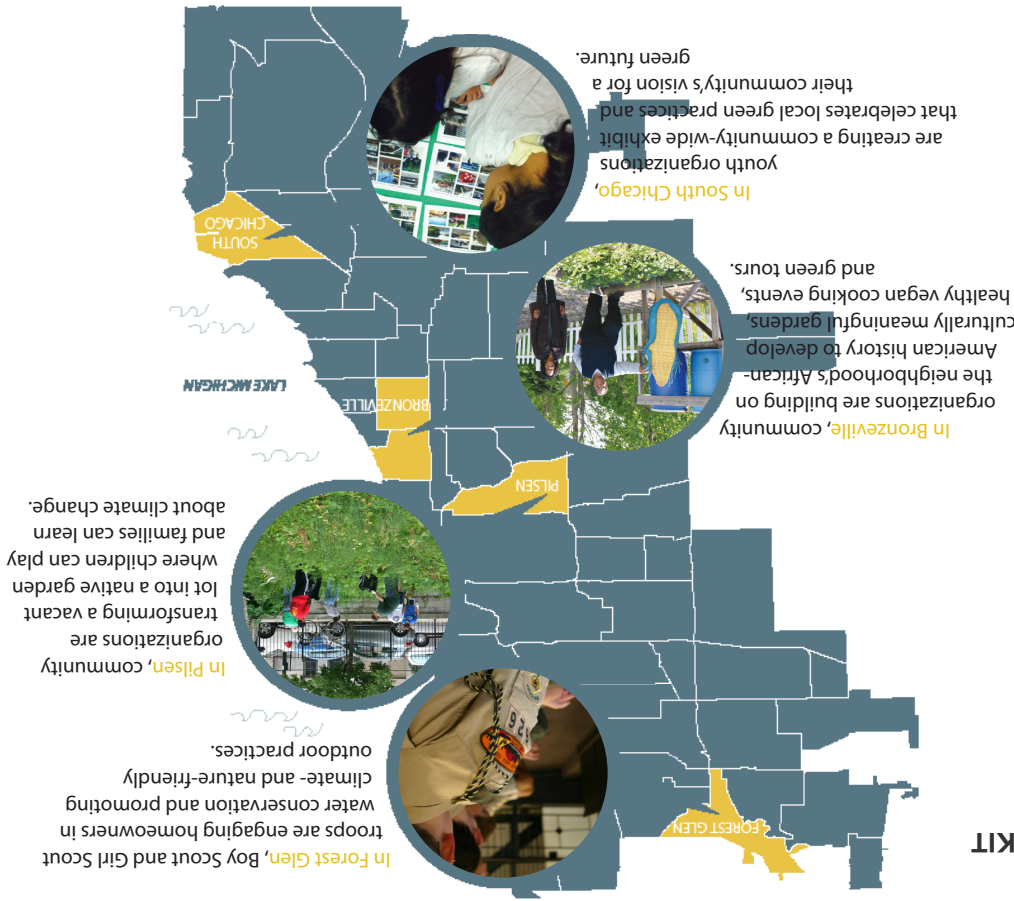 KIT
In Forest Glen, Boy Scout and Girl Scout
troops are engaging homeowners in
water conservation and promoting
climate- and nature-friendly
outdoor practices.
FOREST GLEN
In Pilsen, community
organizations are
transforming a vacant
lot into a native garden
where children can play
and families can learn
about climate change.
PILSEN
In Bronzeville, community
organizations are building on
the neighborhood's African-
American history to develop
culturally meaningful gardens,
healthy vegan cooking events,
and green tours.
BRONZEVILLE
LAKE MICHIGAN
In South Chicago,
youth organizations
are creating a community-wide exhibit
that celebrates local green practices and
their community's vision for a
green future.
SOUTH
CHICAGO
526